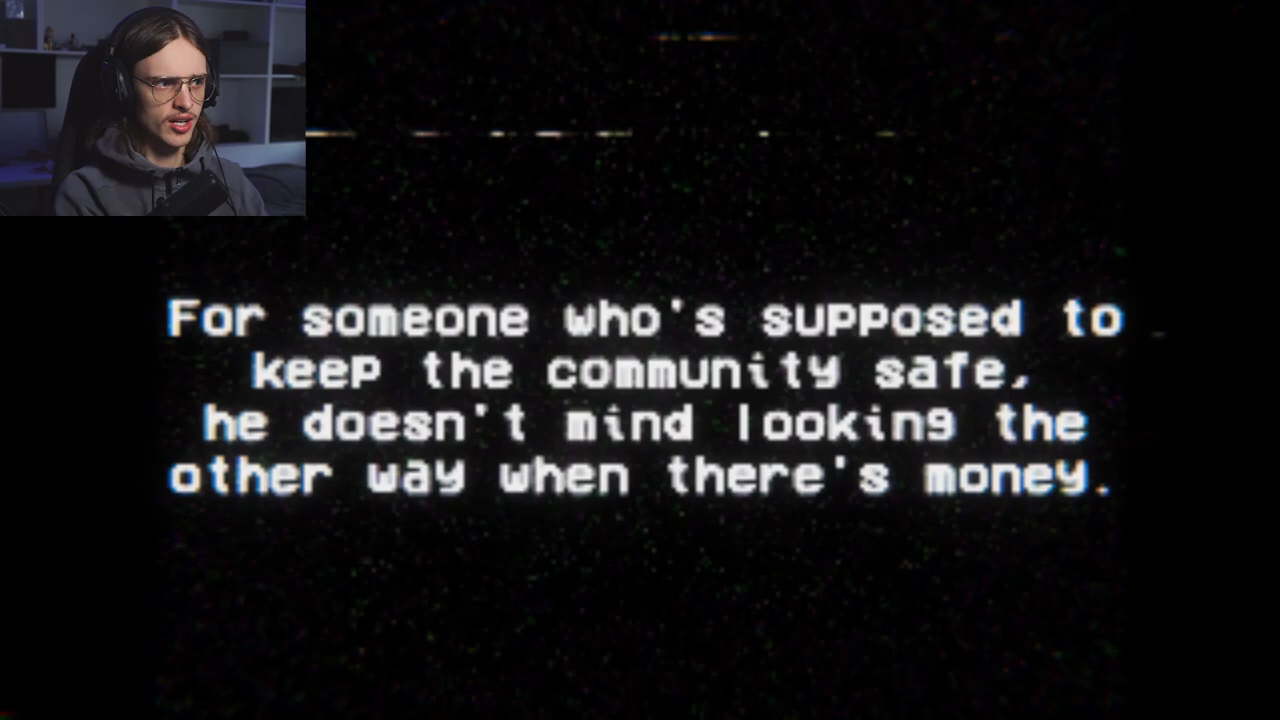 For someone who's supposed to
keep the community safe,
he doesn't mind looking the
other way when there's money.